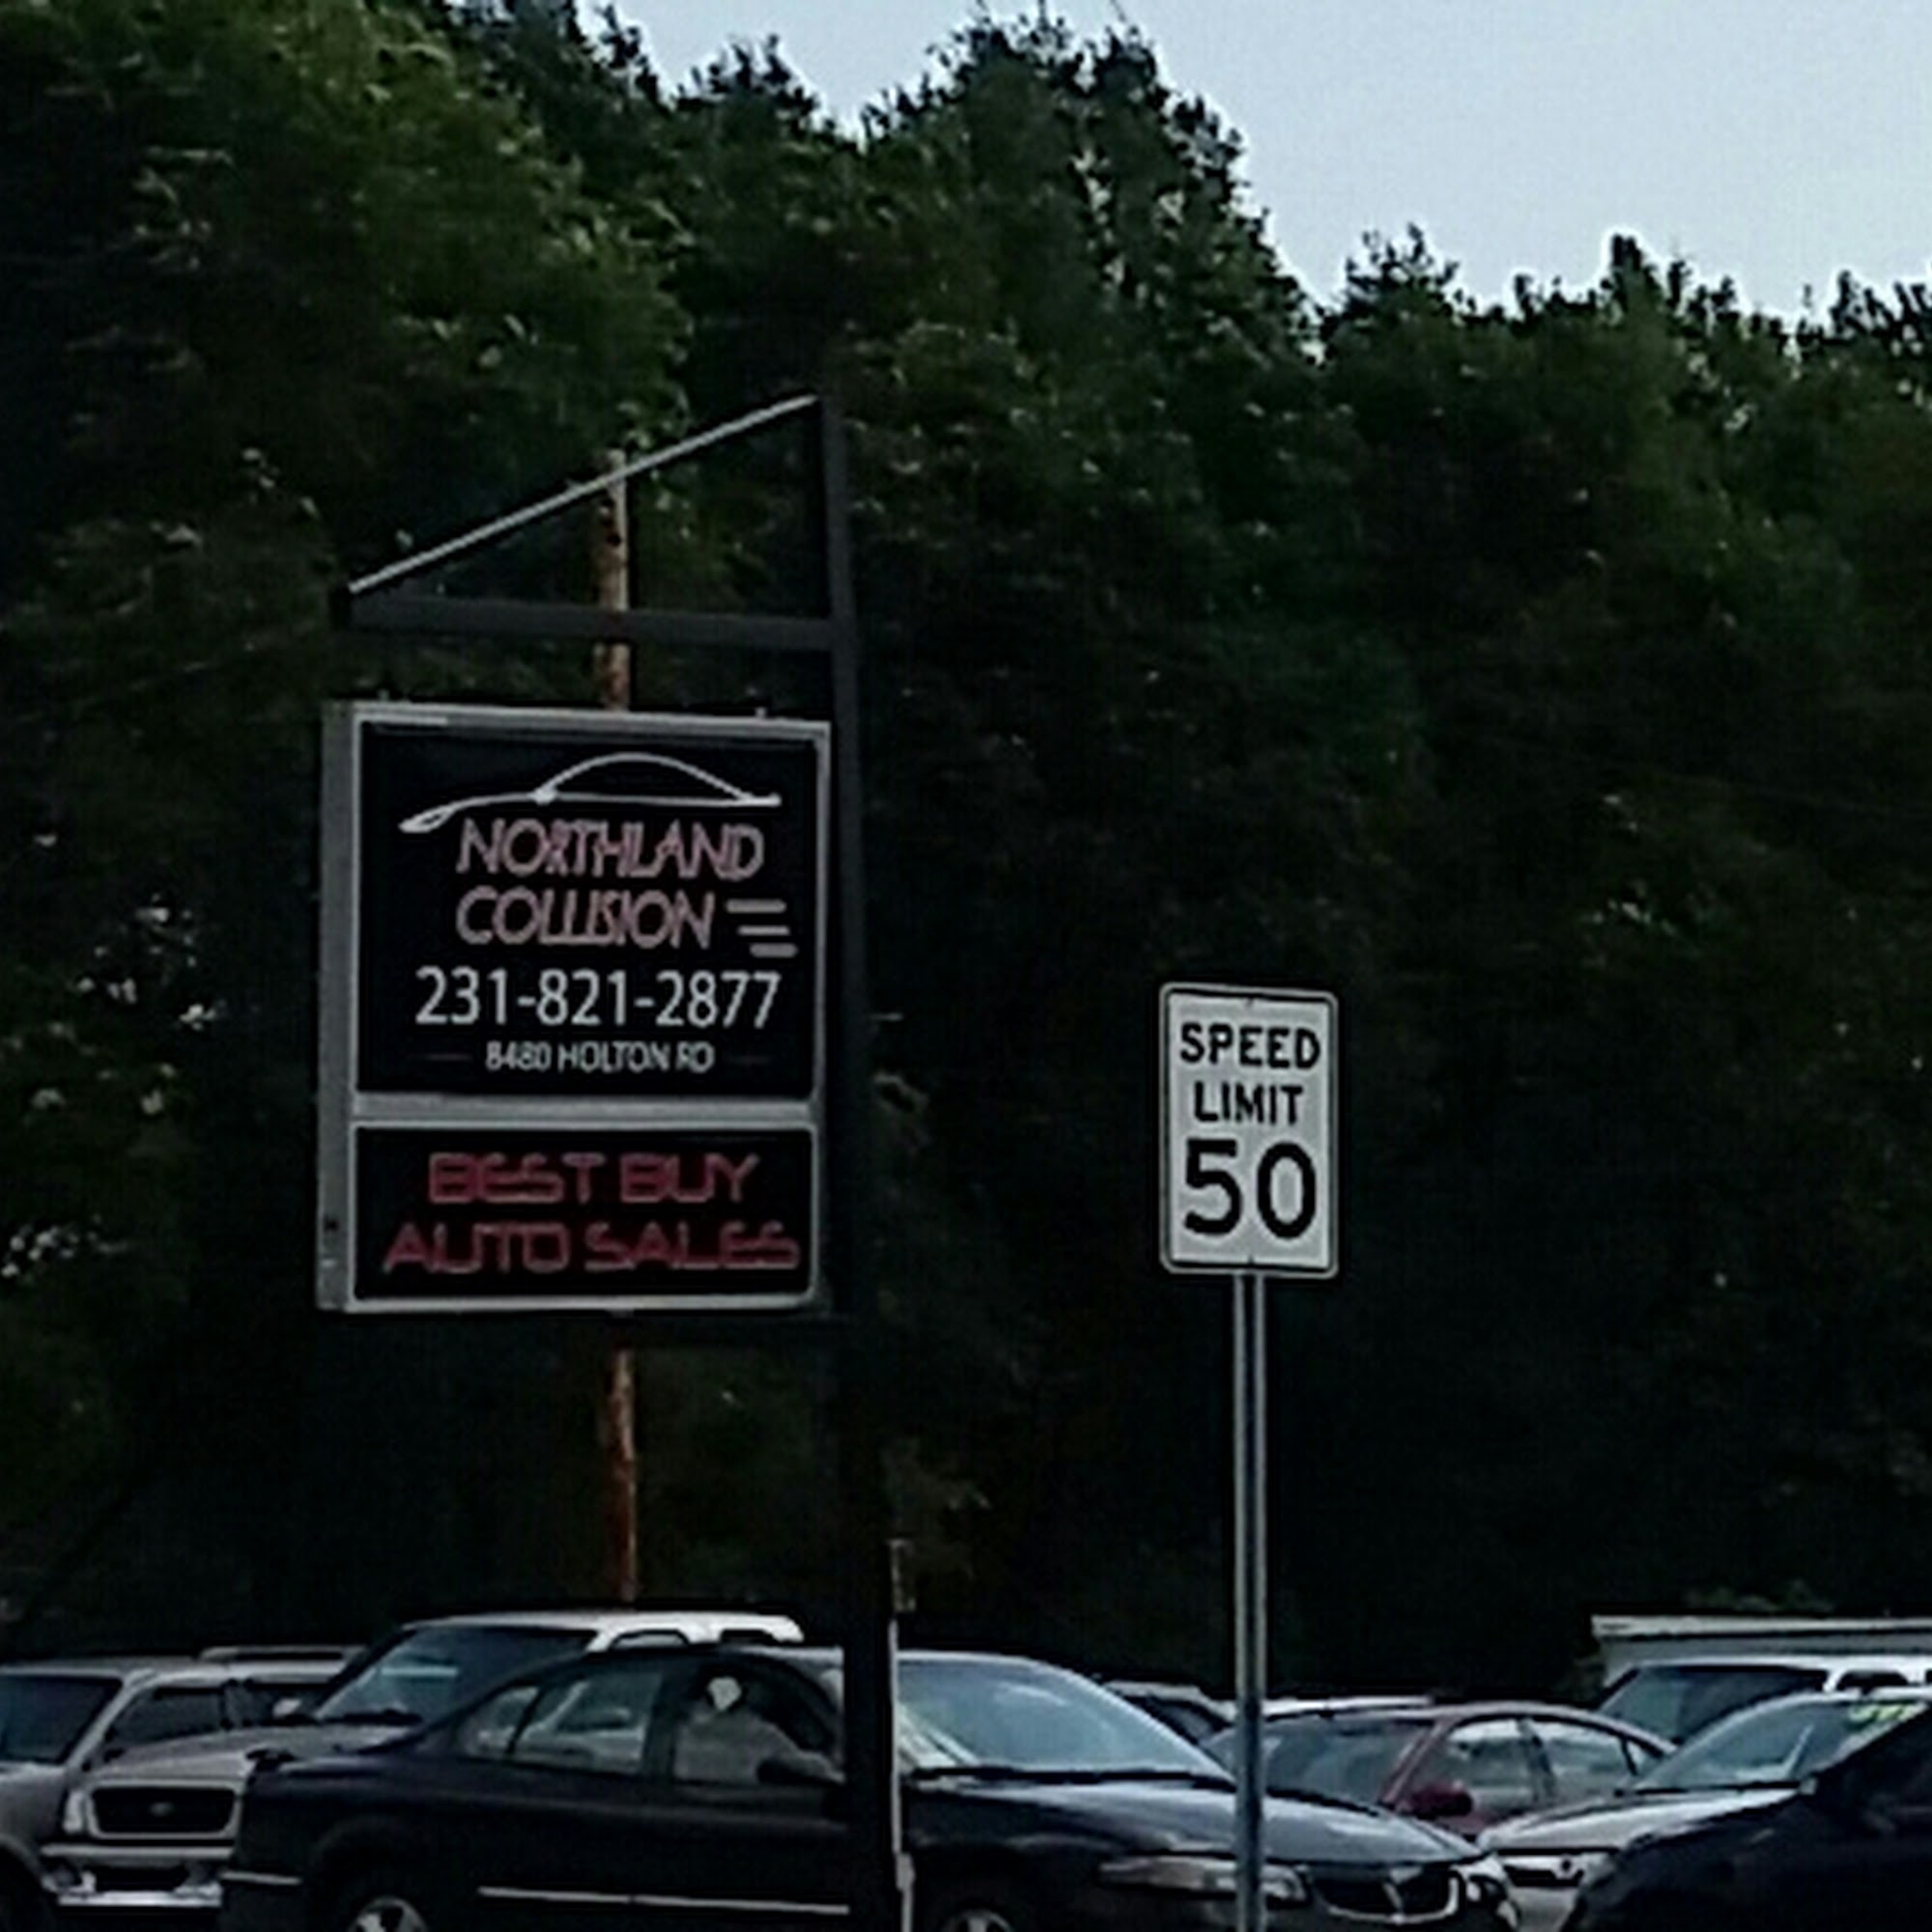 NORTHLAND
COLLISION
231-821-2877
8480 HOLTON RD
BEST BUY
AUTO SALES
SPEED
LIMIT
50